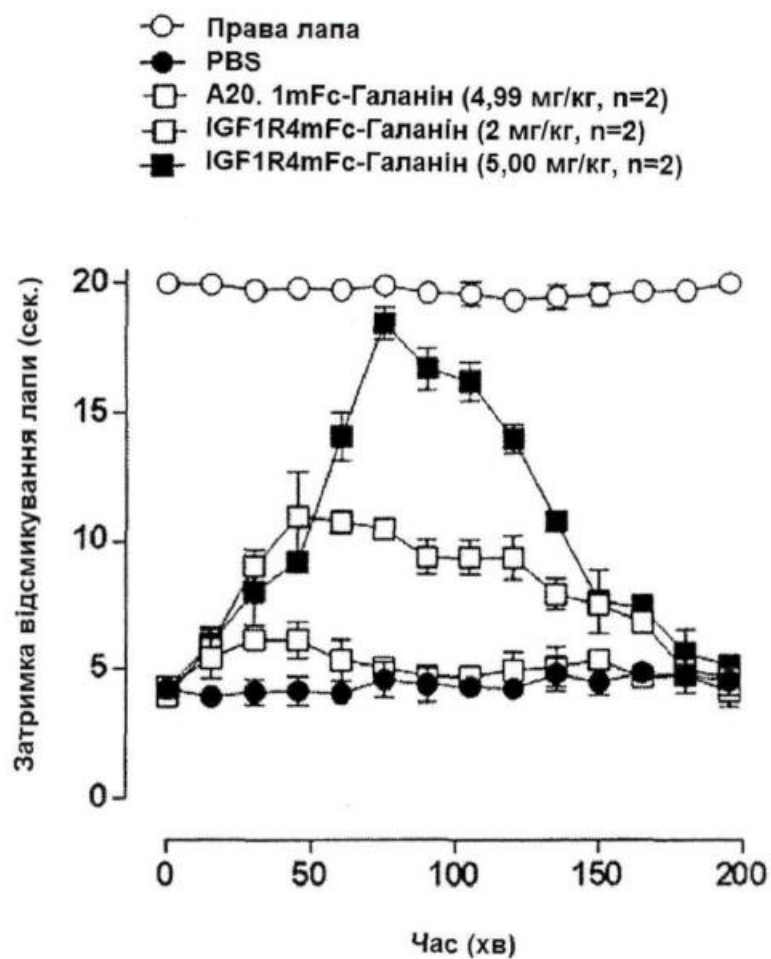 Права лапа
PBS
A20. 1mFc-Галанін (4,99 мг/кг, n=2)
IGF1R4mFc-Галанін (2 мг/кг, n=2)
IGF1R4mFc-Галанін (5,00 мг/кг, n=2)
Затримка відсмикування лапи (сек.)
20
15
10
5
0
0
50
100
150
200
Час (хв)